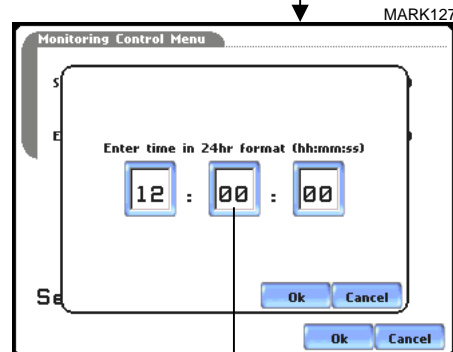 MARK127
Monitoring Control Menu
S
E
Enter time in 24hr format (hh:mm:ss)
12 : 00 : 00
Se
Ok Cancel
Ok Cancel